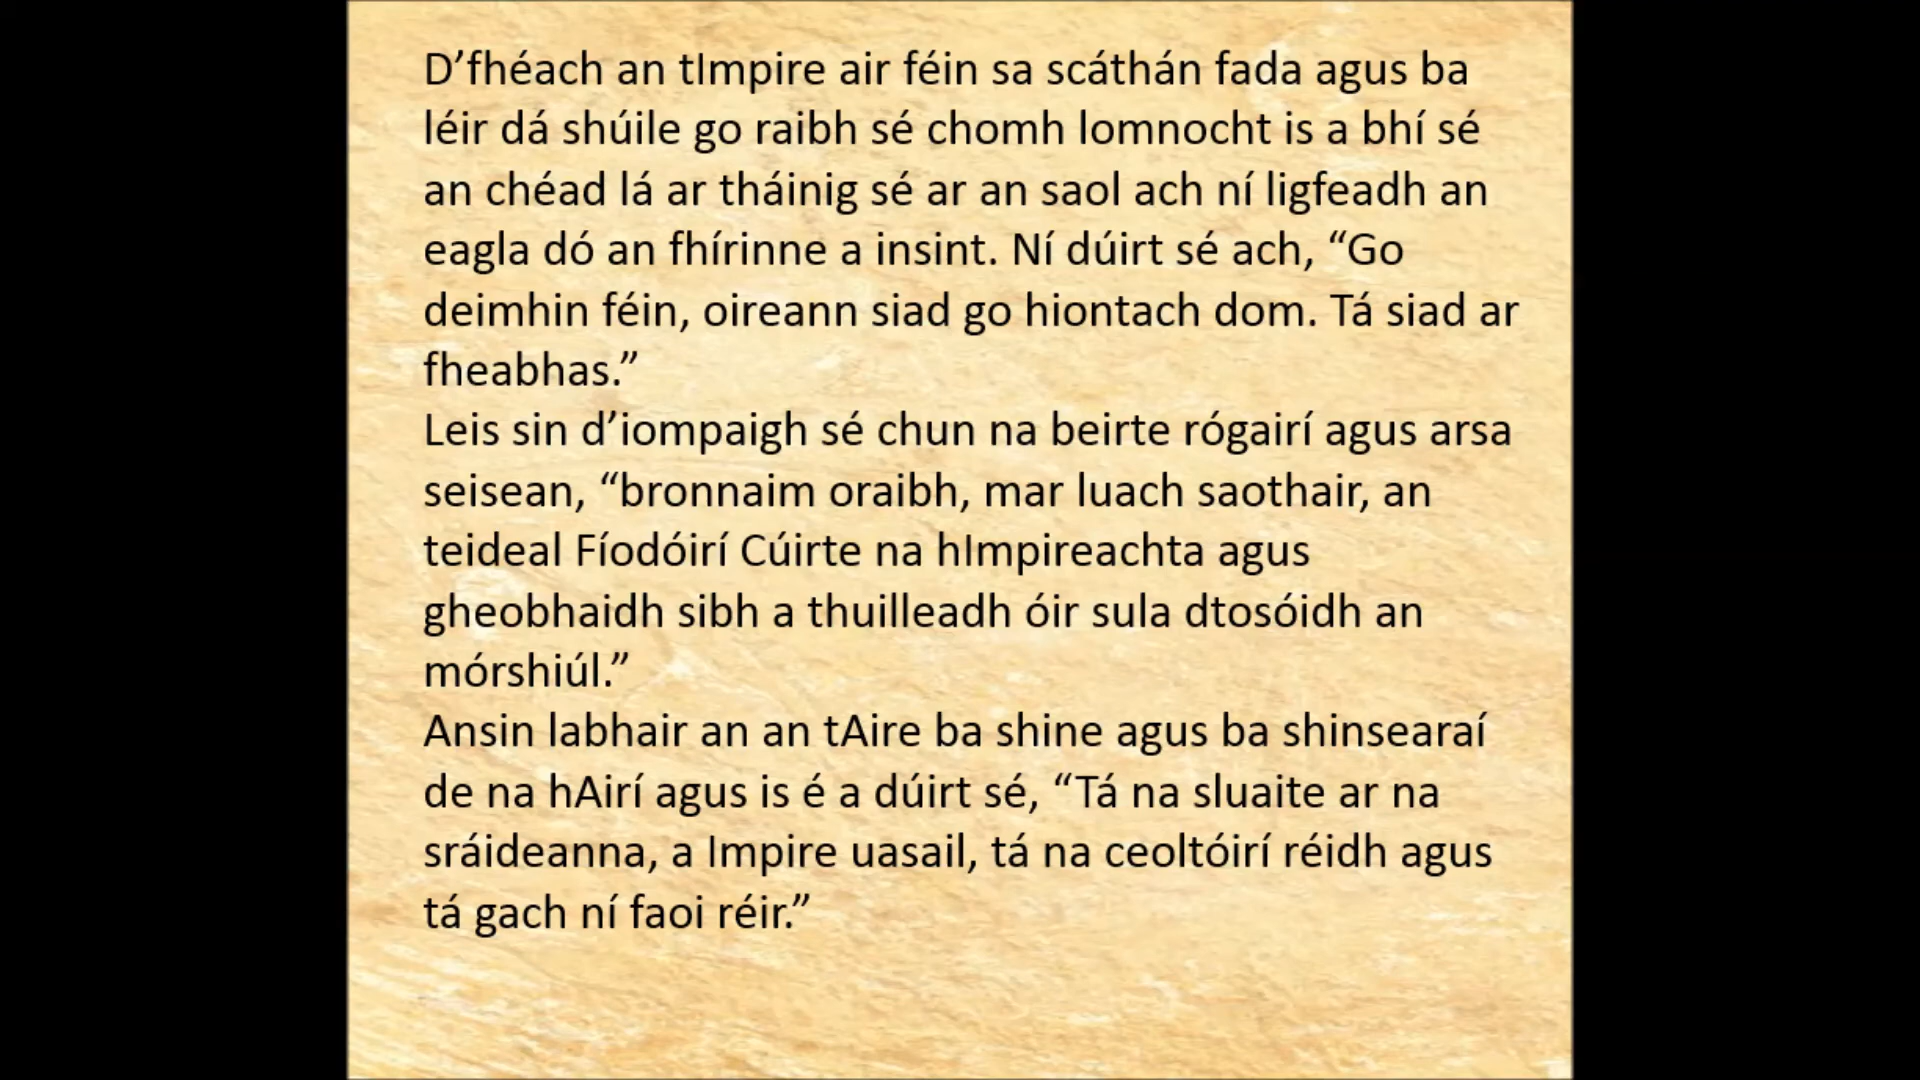 D’fhéach an tImpire air féin sa scáthán fada agus ba
léir dá shúile go raibh sé chomh lomnocht is a bhí sé
an chéad lá ar tháinig sé ar an saol ach ní ligfeadh an
eagla dó an fhírinne a insint. Ní dúirt sé ach, “Go
deimhin féin, oireann siad go hiontach dom. Tá siad ar
fheabhas.”
Leis sin d’iompaigh sé chun na beirte rógairí agus arsa
seisean, “bronnaim oraibh, mar luach saothair, an
teideal Fíodóirí Cúirte na hImpireachta agus
gheobhaidh sibh a thuilleadh óir sula dtosóidh an
mórshiúl.”
Ansin labhair an an tAire ba shine agus ba shinsearaí
de na hAirí agus is é a dúirt sé, “Tá na sluaite ar na
sráideanna, a Impire uasail, tá na ceoltóirí réidh agus
tá gach ní faoi réir.”